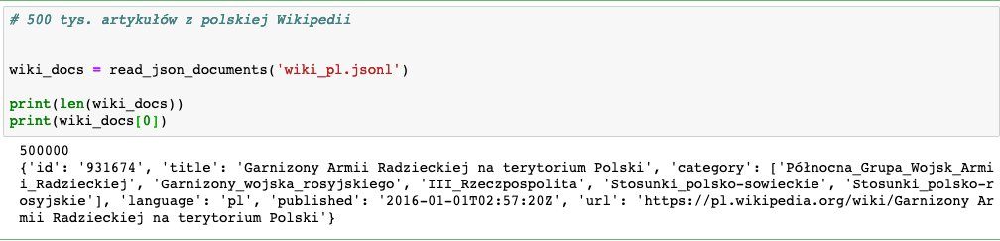 # 500 tys. artykułów z polskiej Wikipedii
wiki_docs = read_json_documents('wiki_pl.jsonl')
print(len(wiki_docs))
print(wiki_docs[0])
500000
{'id': '931674', 'title': 'Garnizony Armii Radzieckiej na terytorium Polski', 'category': ['Północna_Grupa_Wojsk_Armi
i_Radzieckiej', 'Garnizony_wojska_rosyjskiego', 'III_Rzeczpospolita', 'Stosunki_polsko-sowieckie', 'Stosunki_polsko-r
osyjskie'], 'language': 'pl', 'published': '2016-01-01T02:57:20Z', 'url': 'https://pl.wikipedia.org/wiki/Garnizony Ar
mii Radzieckiej na terytorium Polski'}